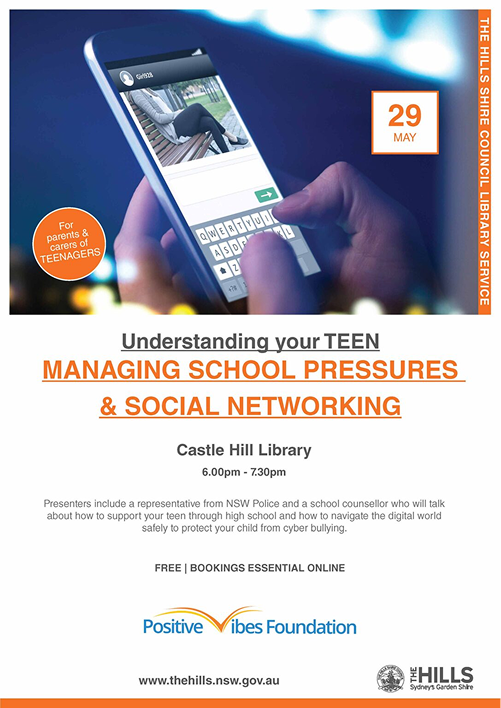 THE HILLS SHIRE COUNCIL LIBRARY SERVICE
Girl928
29
MAY
For
parents &
carers of
TEENAGERS
QWERTYUI
ASD
L
Z
Understanding your TEEN
MANAGING SCHOOL PRESSURES
& SOCIAL NETWORKING
Castle Hill Library
6.00pm - 7.30pm
Presenters include a representative from NSW Police and a school counsellor who will talk
about how to support your teen through high school and how to navigate the digital world
safely to protect your child from cyber bullying.
FREE | BOOKINGS ESSENTIAL ONLINE
Positive Vibes Foundation
www.thehills.nsw.gov.au
THE HILLS
Sydney's Garden Shire